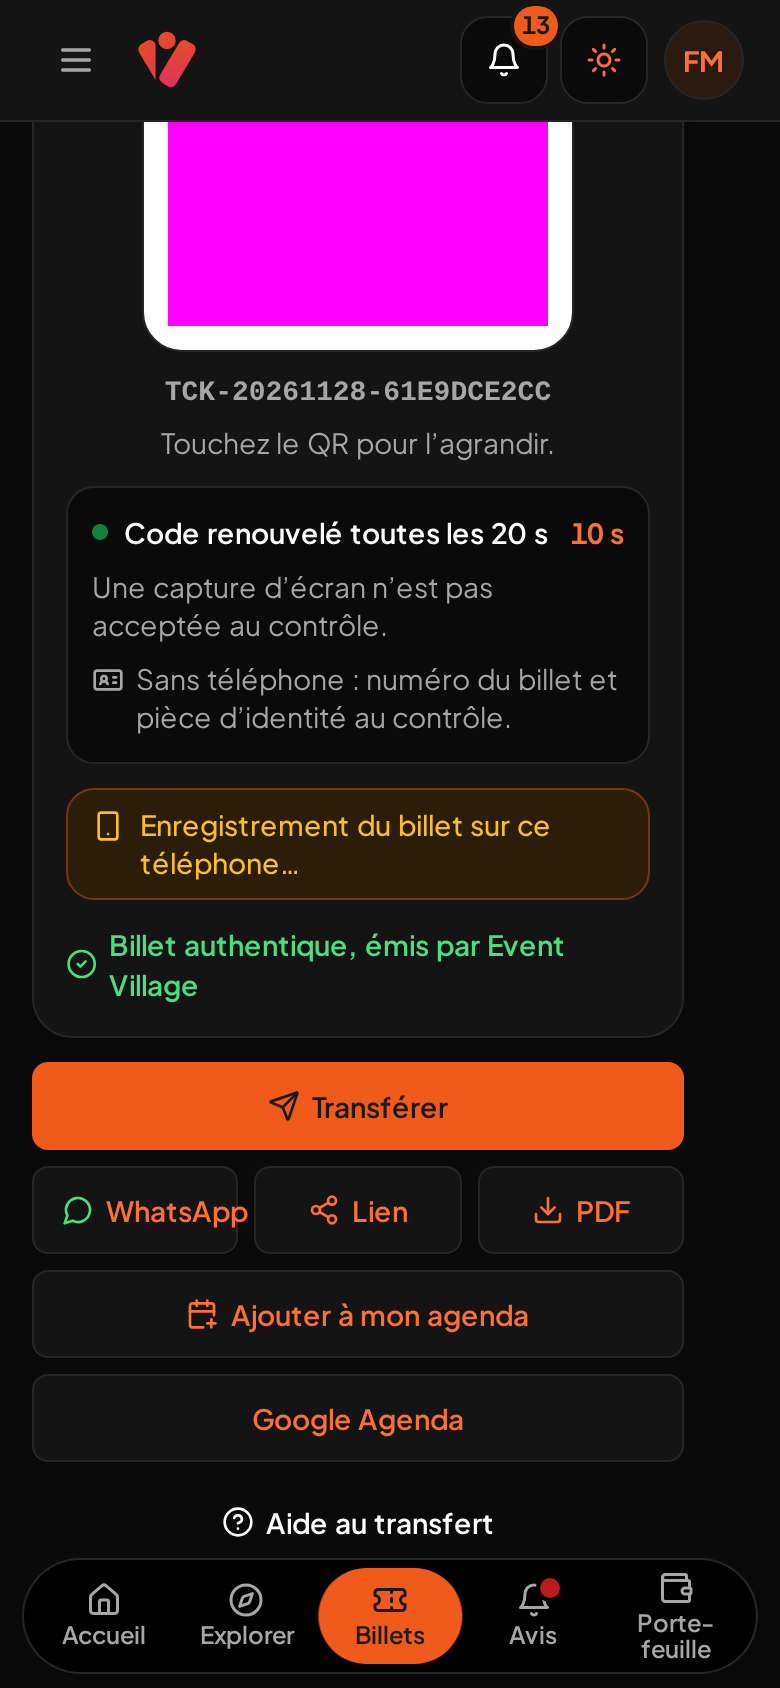 13
FM
TCK-20261128-61E9DCE2CC
Touchez le QR pour l’agrandir.
Code renouvelé toutes les 20 s 10 s
Une capture d’écran n’est pas
acceptée au contrôle.
Sans téléphone : numéro du billet et
pièce d’identité au contrôle.
Enregistrement du billet sur ce
téléphone…
Billet authentique, émis par Event
Village
Transférer
WhatsApp Lien PDF
Ajouter à mon agenda
Google Agenda
Aide au transfert
Accueil Explorer Billets Avis Porte-
feuille